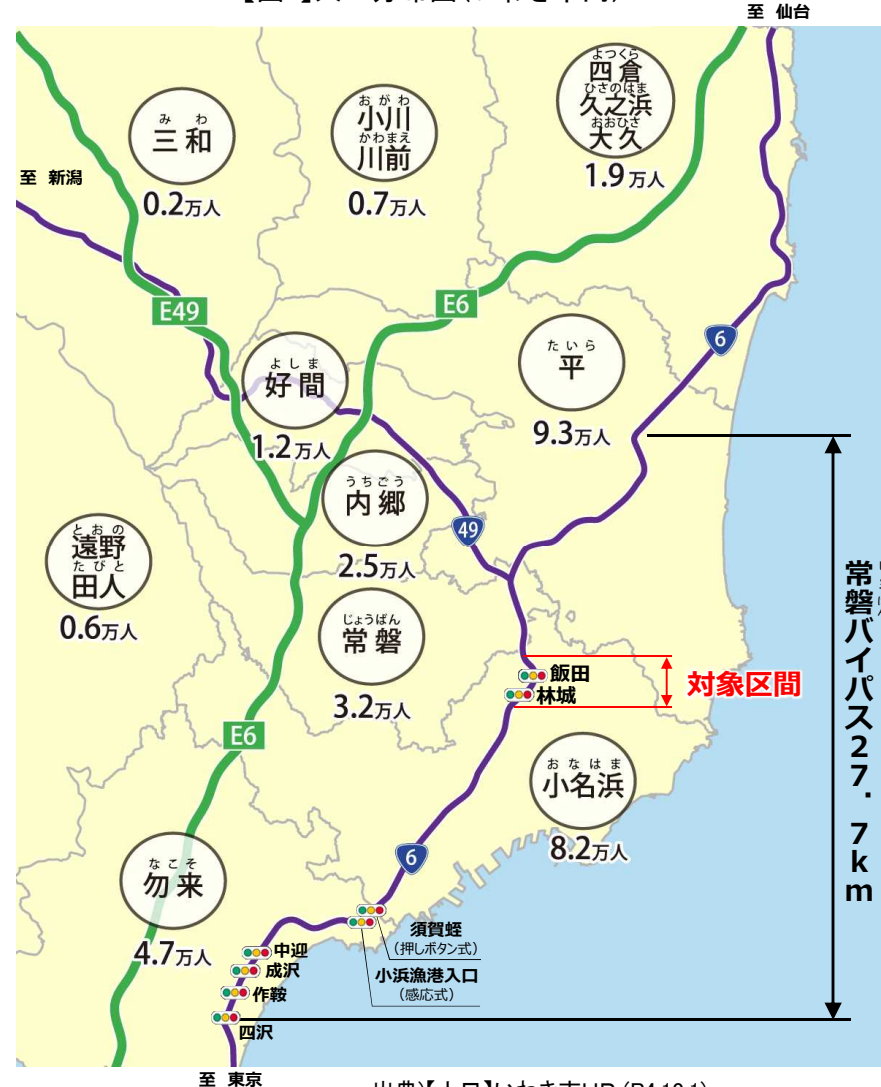 至 仙台
よつくら
四倉
ひさのはま
久之浜
おおひさ
大久
1.9万人
おがわ
小川
かわまえ
川前
0.7万人
みわ
三和
0.2万人
至 新潟
E49
E6
6
たいら
平
9.3万人
よしま
好間
1.2万人
うちごう
内郷
2.5万人
49
とおの
遠野
たびと
田人
0.6万人
じょうばん
常磐
3.2万人
常磐バイパス27.7km
飯田
林城
対象区間
E6
おなはま
小名浜
8.2万人
6
なこそ
勿来
4.7万人
須賀蛭
(押しボタン式)
小浜漁港入口
(感応式)
中迎
成沢
作鞍
四沢
至 東京